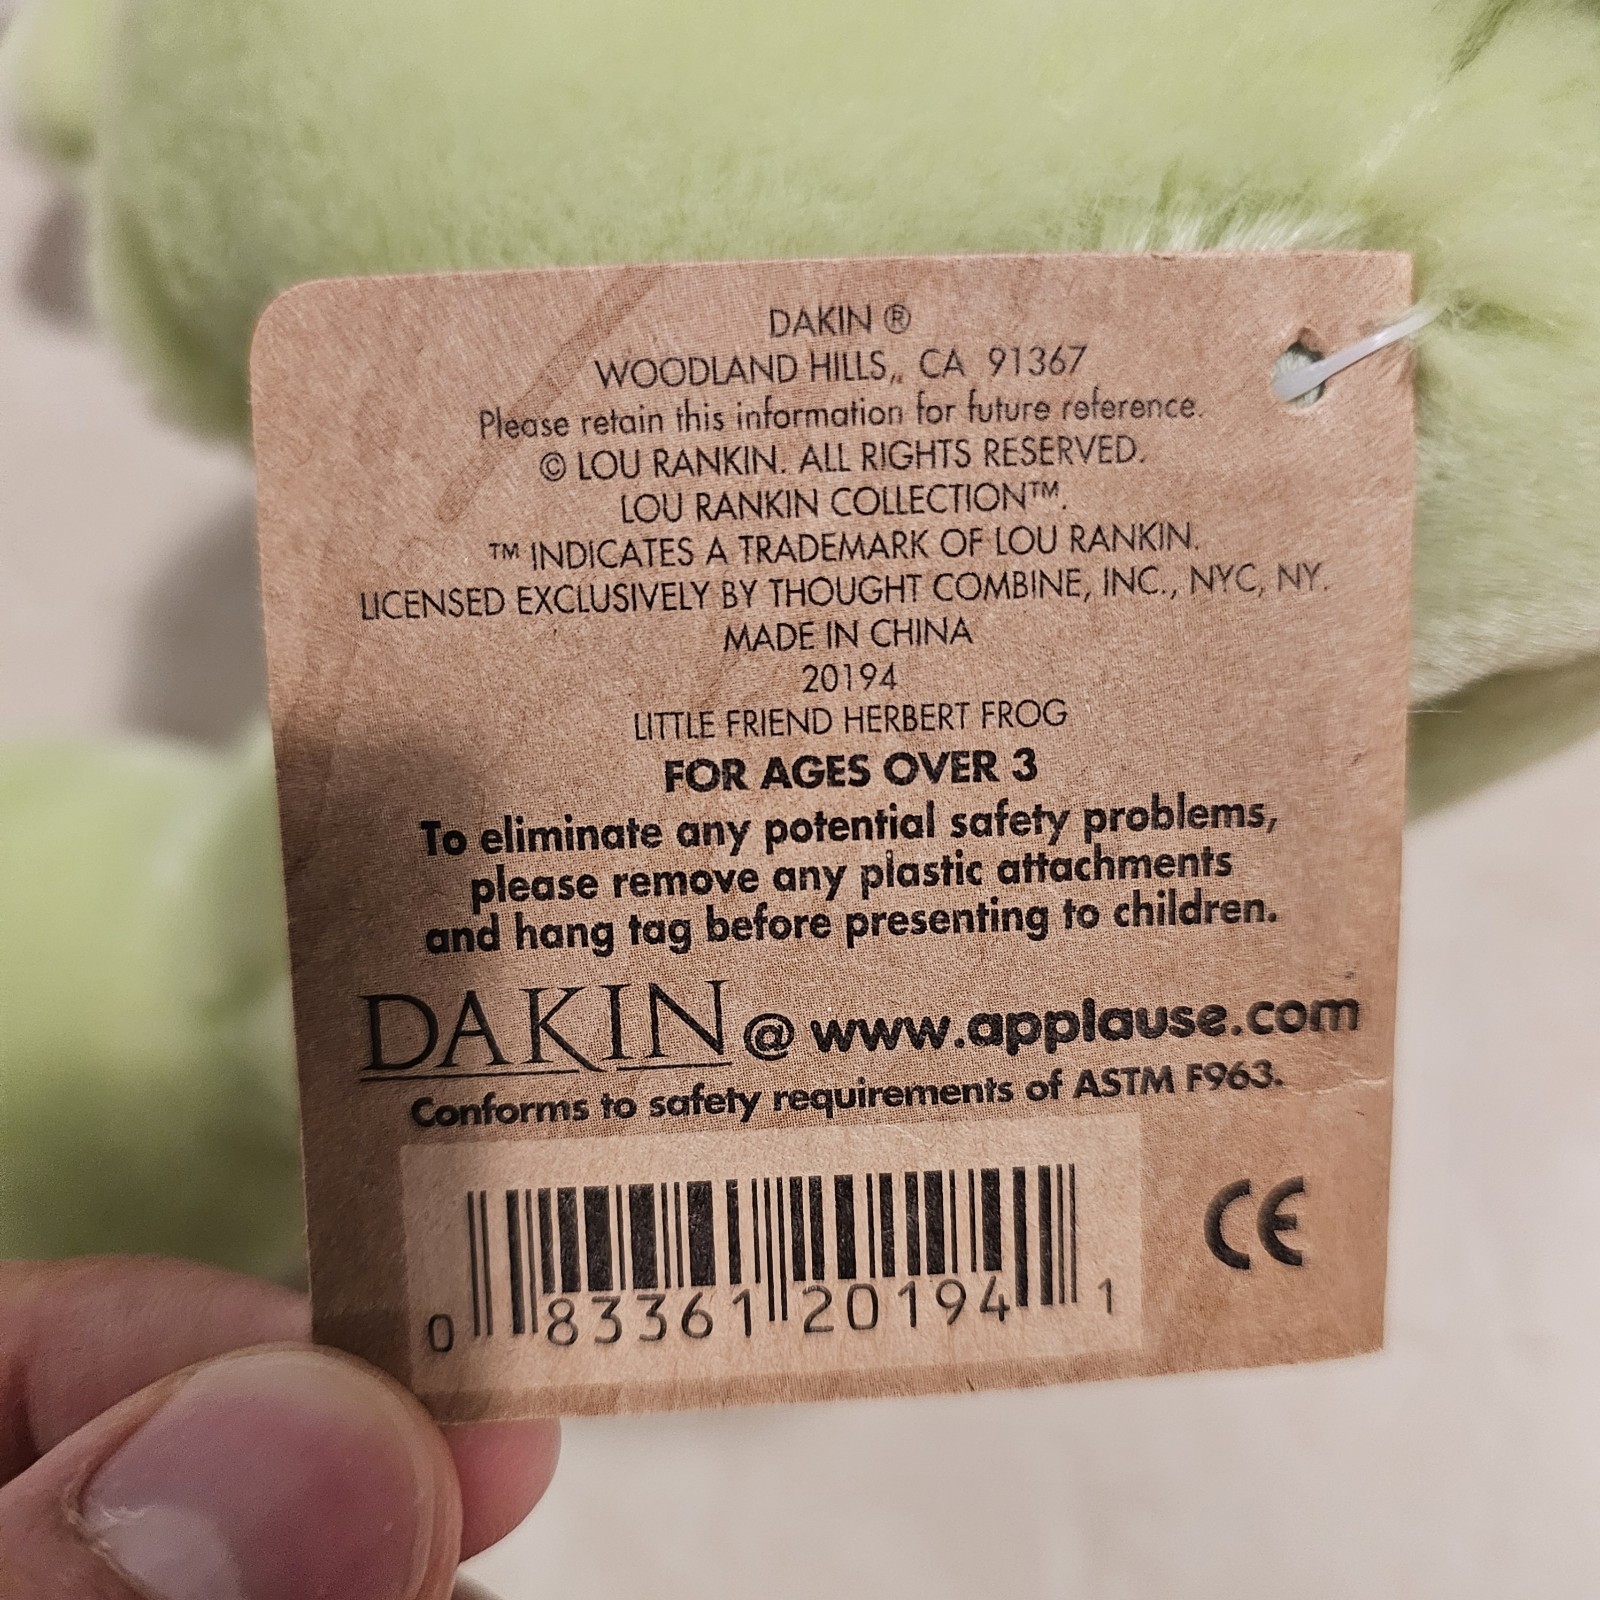 DAKIN ®
WOODLAND HILLS,, CA 91367
Please retain this information for future reference.
© LOU RANKIN. ALL RIGHTS RESERVED.
LOU RANKIN COLLECTION™.
™ INDICATES A TRADEMARK OF LOU RANKIN.
LICENSED EXCLUSIVELY BY THOUGHT COMBINE, INC., NYC, NY.
MADE IN CHINA
20194
LITTLE FRIEND HERBERT FROG
FOR AGES OVER 3
To eliminate any potential safety problems,
please remove any plastic attachments
and hang tag before presenting to children.
DAKIN @ www.applause.com
Conforms to safety requirements of ASTM F963.
CE
0 83361 20194 1